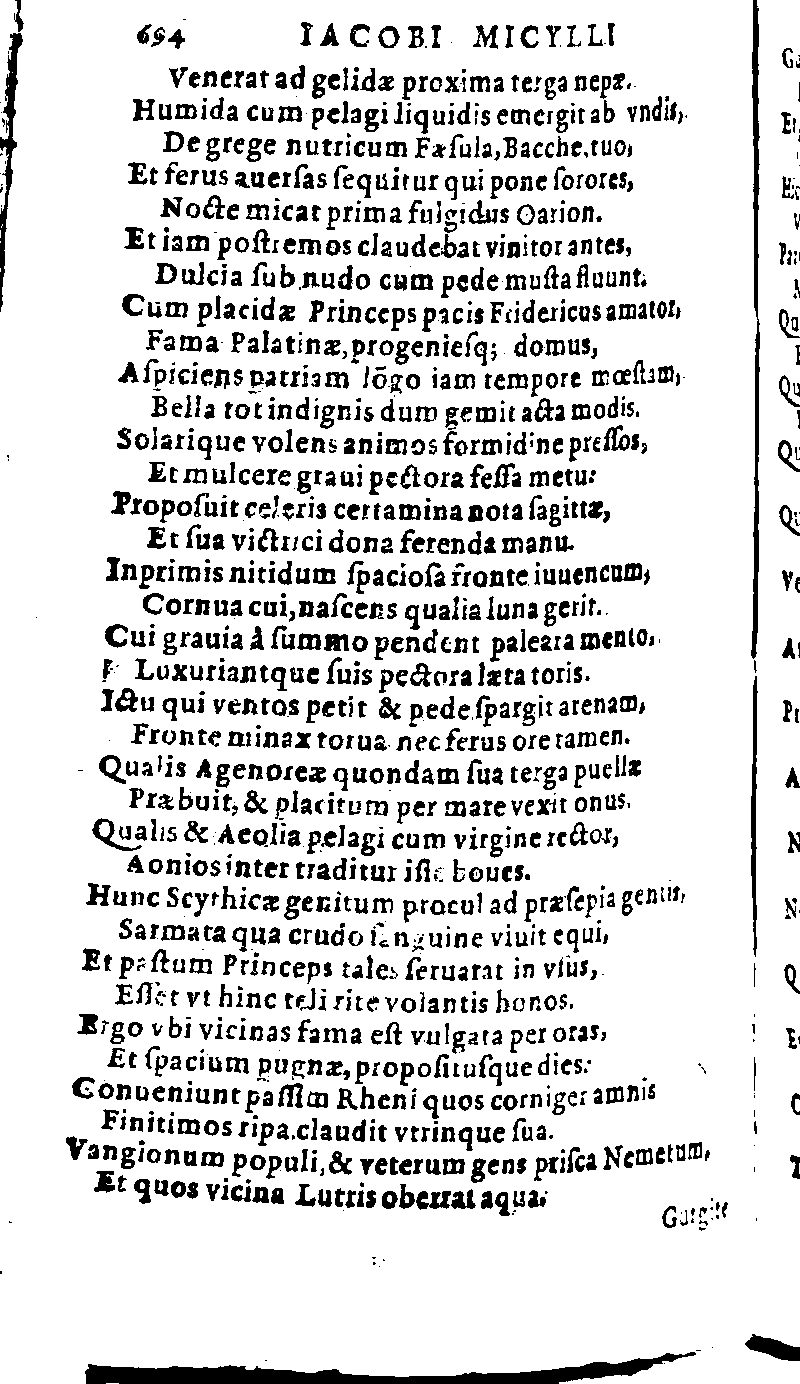 694 IACOBI MICYLLI
Venerat ad gelidæ proxima terga nepæ.
Humida cum pelagi liquidis emergit ab vndis,
De grege nutricum Fæſula, Bacche, tuo,
Et ferus auerſas ſequitur qui pone ſorores,
Nocte micat prima fulgidus Oarion.
Et iam poſtremos claudebat vinitor antes,
Dulcia ſub nudo cum pede muſta fluunt.
Cum placidæ Princeps pacis Fridericus amator,
Fama Palatinæ, progenieſq; domus,
Aſpiciens patriam lōgo iam tempore mœſtam,
Bella tot indignis dum gemit acta modis.
Solarique volens animos formidine preſſos,
Et mulcere graui pectora feſſa metu:
Propoſuit celeris certamina nota ſagittæ,
Et ſua victrici dona ferenda manu.
Inprimis nitidum ſpacioſa fronte iuuencum,
Cornua cui, naſcens qualia luna gerit.
Cui grauia à ſummo pendent paleara mento,
Luxuriantque ſuis pectora læta toris.
Ictu qui ventos petit & pede ſpargit arenam,
Fronte minax torua nec ferus ore tamen.
Qualis Agenoreæ quondam ſua terga puellæ
Præbuit, & placitum per mare vexit onus.
Qualis & Aeolia pelagi cum virgine rector,
Aonios inter traditur iſſe boues.
Hunc Scythicæ genitum procul ad præſepia gentis,
Sarmata qua crudo ſanguine viuit equi,
Et paſtum Princeps tales ſeruarat in vſus,
Eſſet vt hinc teli rite volantis honos.
Ergo vbi vicinas fama eſt vulgata per oras,
Et ſpacium pugnæ, propoſituſque dies:
Conueniunt paſſim Rheni quos corniger amnis
Finitimos ripa claudit vtrinque ſua.
Vangionum populi, & veterum gens priſca Nemetum,
Et quos vicina Lutris oberrat aqua.
Gurgite